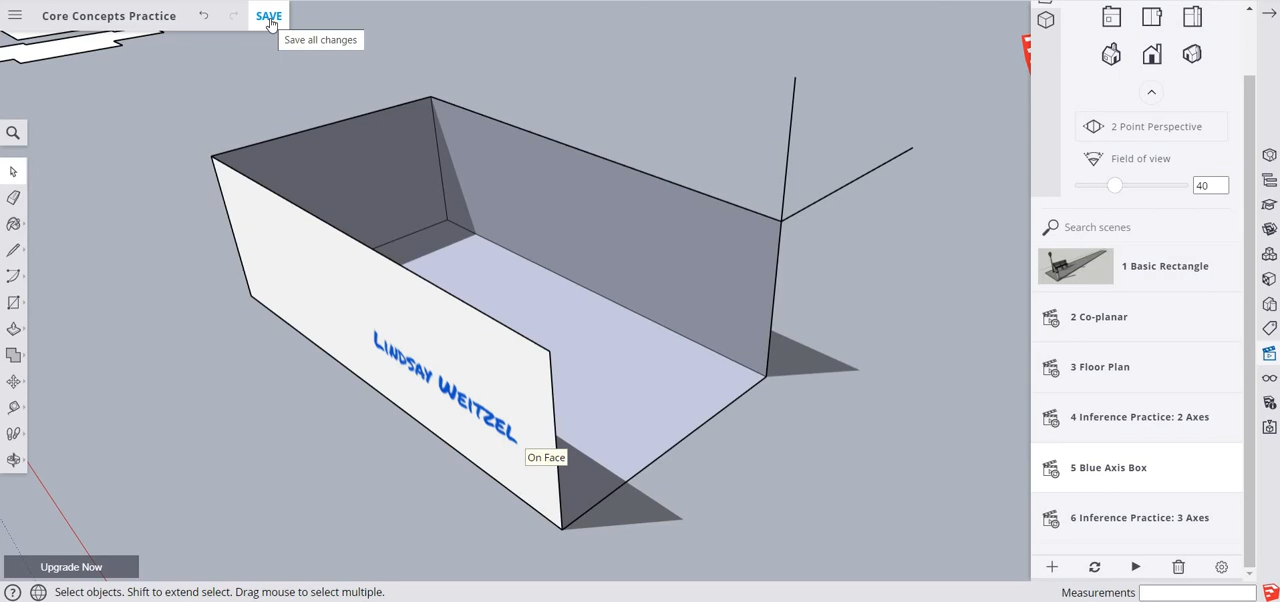 Core Concepts Practice
SAVE
Save all changes
2 Point Perspective
Field of view
40
Search scenes
1 Basic Rectangle
2 Co-planar
3 Floor Plan
4 Inference Practice: 2 Axes
5 Blue Axis Box
6 Inference Practice: 3 Axes
LINDSAY WEITZEL
On Face
Upgrade Now
Select objects. Shift to extend select. Drag mouse to select multiple.
Measurements